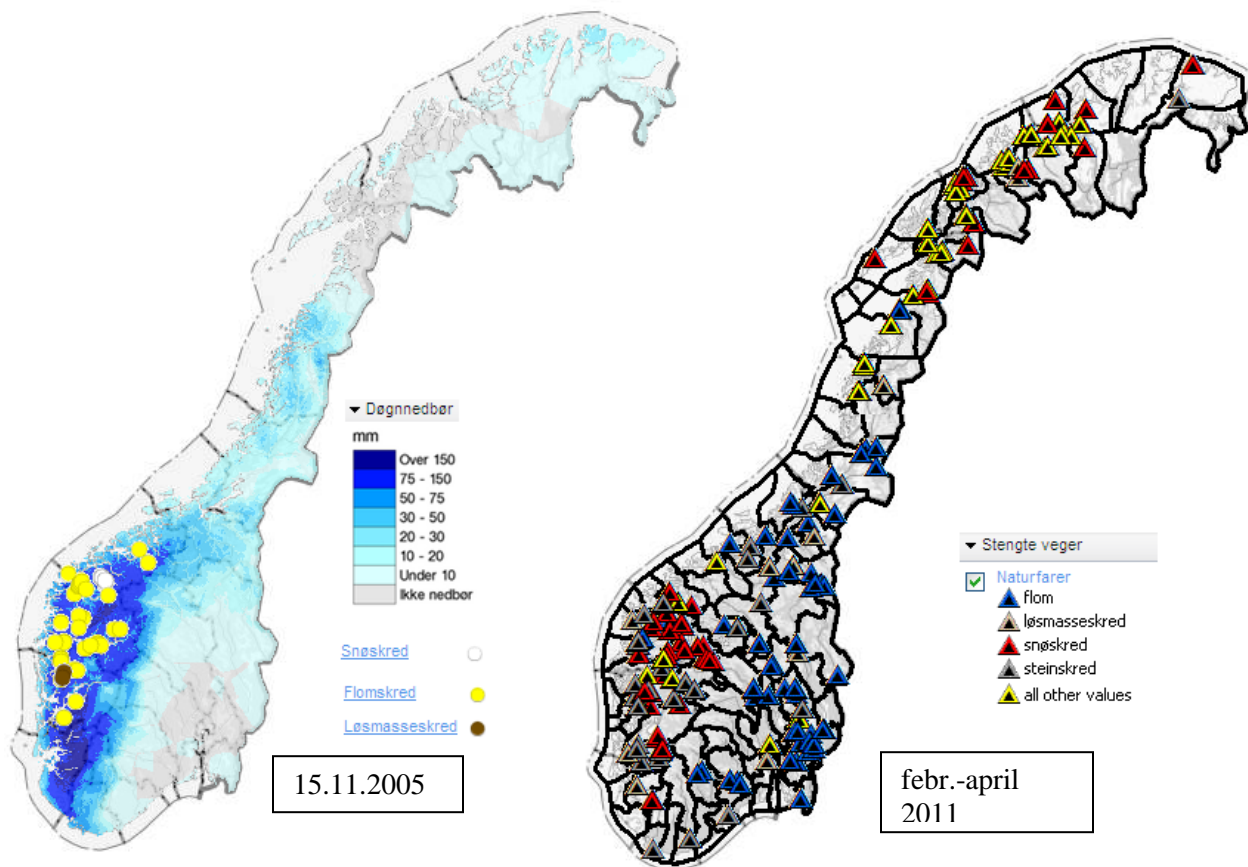 ▼ Døgnnedbør
mm
Over 150
75 - 150
50 - 75
30 - 50
20 - 30
10 - 20
Under 10
Ikke nedbør
Snøskred
Flomskred
Løsmasseskred
15.11.2005
▼ Stengte veger
Naturfarer
flom
løsmasseskred
snøskred
steinskred
all other values
febr.-april
2011